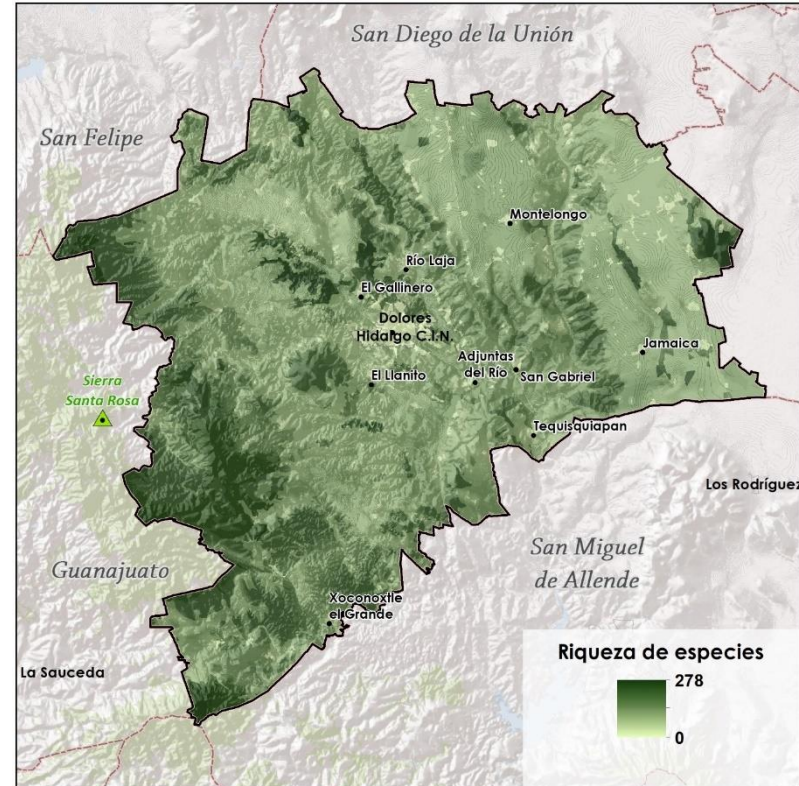 San Diego de la Unión
San Felipe
Montelongo
Río Laja
El Gallinero
Dolores
Hidalgo C.I.N.
Jamaica
Adjuntas
del Río
San Gabriel
El Llanito
Sierra
Santa Rosa
Tequisquiapan
Los Rodríguez
San Miguel
de Allende
Guanajuato
Xoconoxtle
el Grande
La Sauceda
Riqueza de especies
278
0